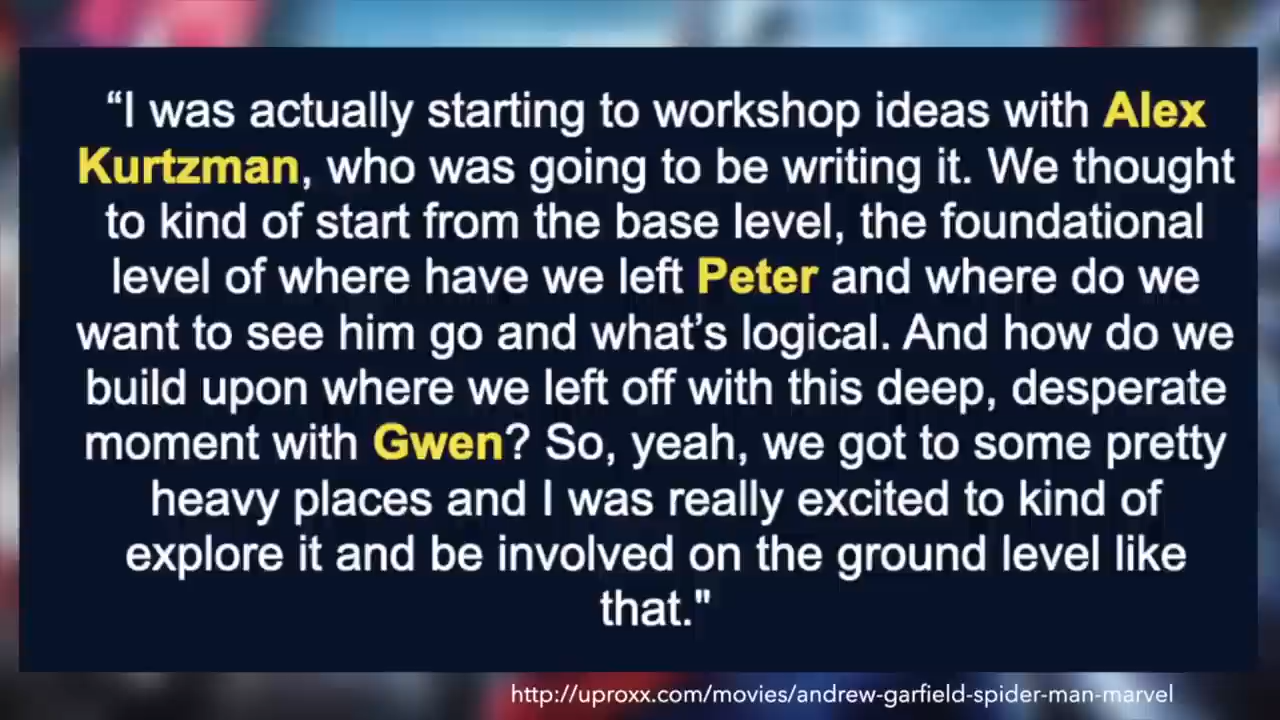 “I was actually starting to workshop ideas with Alex
Kurtzman, who was going to be writing it. We thought
to kind of start from the base level, the foundational
level of where have we left Peter and where do we
want to see him go and what’s logical. And how do we
build upon where we left off with this deep, desperate
moment with Gwen? So, yeah, we got to some pretty
heavy places and I was really excited to kind of
explore it and be involved on the ground level like
that."
http://uproxx.com/movies/andrew-garfield-spider-man-marvel